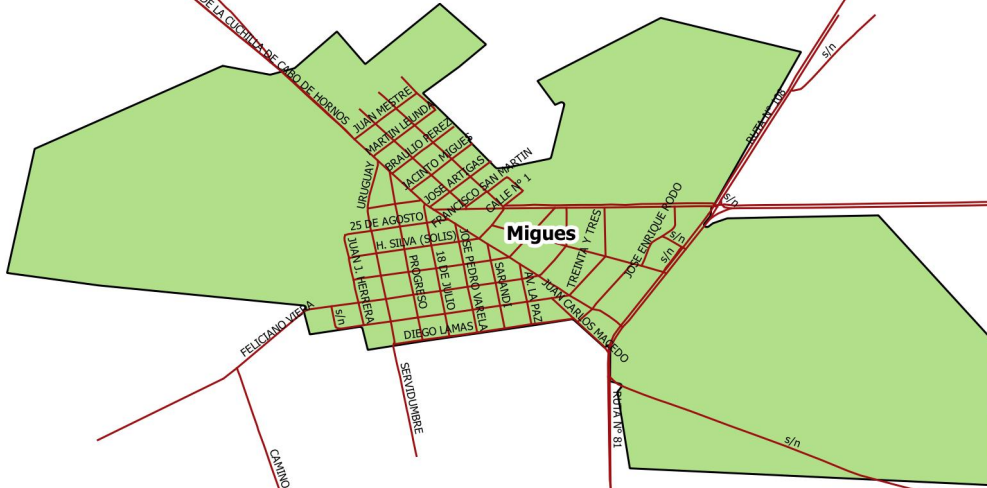 DE LA CUCHILLA DE CABO DE HORNOS
s/n
JUAN MESTRE
RUTA Nº 108
MARTIN LEUNDA
BRAULIO PEREZ
JACINTO MIGUES
JOSE ARTIGAS
FRANCISCO SAN MARTIN
CALLE Nº 1
URUGUAY
s/n
25 DE AGOSTO
H. SILVA (SOLIS)
Migues
TREINTA Y TRES
JOSE ENRIQUE RODO
s/n
s/n
JUAN J. HERRERA
PROGRESO
18 DE JULIO
JOSE PEDRO VARELA
SARANDI
AV. LA PAZ
JUAN CARLOS MACEDO
FELICIANO VIERA
s/n
DIEGO LAMAS
SERVIDUMBRE
RUTA Nº 81
s/n
CAMINO